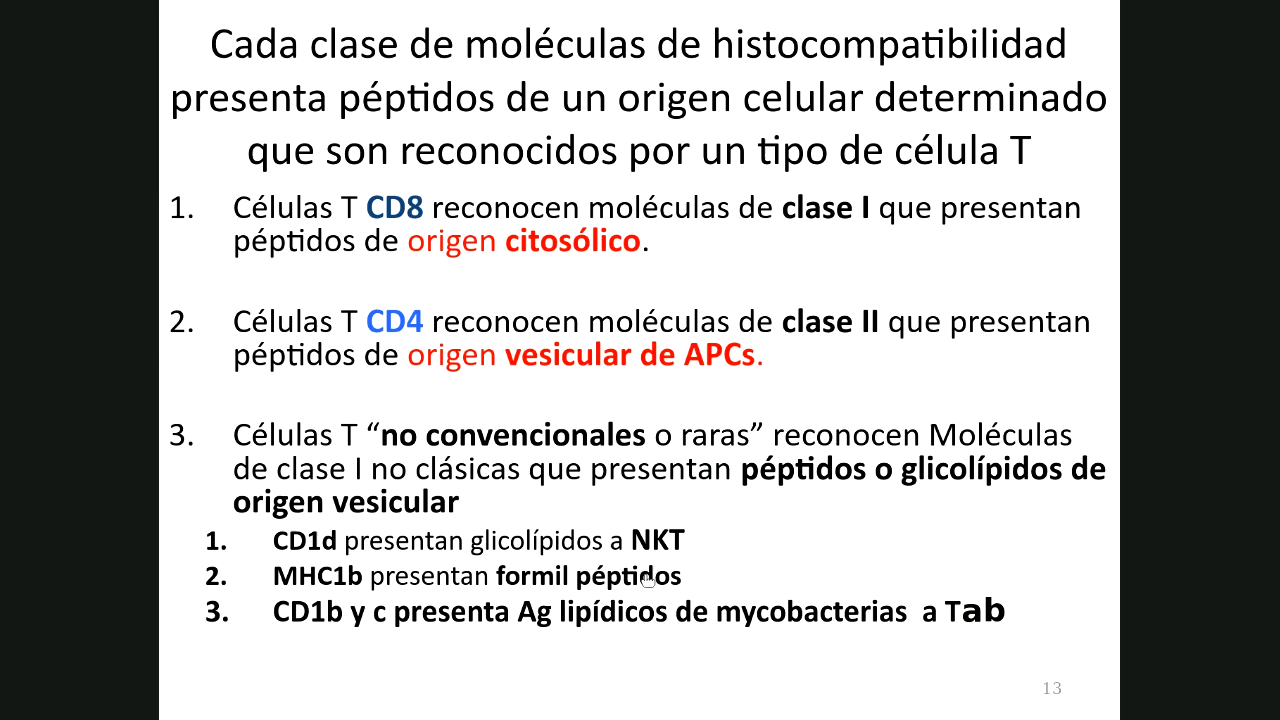 Cada clase de moléculas de histocompatibilidad
presenta péptidos de un origen celular determinado
que son reconocidos por un tipo de célula T
1. Células T CD8 reconocen moléculas de clase I que presentan
péptidos de origen citosólico.
2. Células T CD4 reconocen moléculas de clase II que presentan
péptidos de origen vesicular de APCs.
3. Células T “no convencionales o raras” reconocen Moléculas
de clase I no clásicas que presentan péptidos o glicolípidos de
origen vesicular
1. CD1d presentan glicolípidos a NKT
2. MHC1b presentan formil péptidos
3. CD1b y c presenta Ag lipídicos de mycobacterias a Tab
13